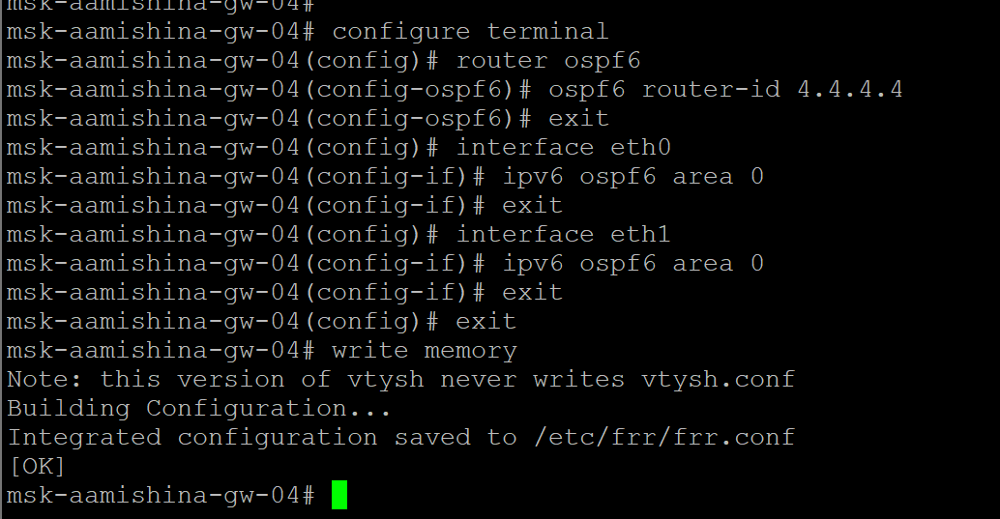 msk-aamishina-gw-04#
msk-aamishina-gw-04# configure terminal
msk-aamishina-gw-04(config)# router ospf6
msk-aamishina-gw-04(config-ospf6)# ospf6 router-id 4.4.4.4
msk-aamishina-gw-04(config-ospf6)# exit
msk-aamishina-gw-04(config)# interface eth0
msk-aamishina-gw-04(config-if)# ipv6 ospf6 area 0
msk-aamishina-gw-04(config-if)# exit
msk-aamishina-gw-04(config)# interface eth1
msk-aamishina-gw-04(config-if)# ipv6 ospf6 area 0
msk-aamishina-gw-04(config-if)# exit
msk-aamishina-gw-04(config)# exit
msk-aamishina-gw-04# write memory
Note: this version of vtysh never writes vtysh.conf
Building Configuration...
Integrated configuration saved to /etc/frr/frr.conf
[OK]
msk-aamishina-gw-04#